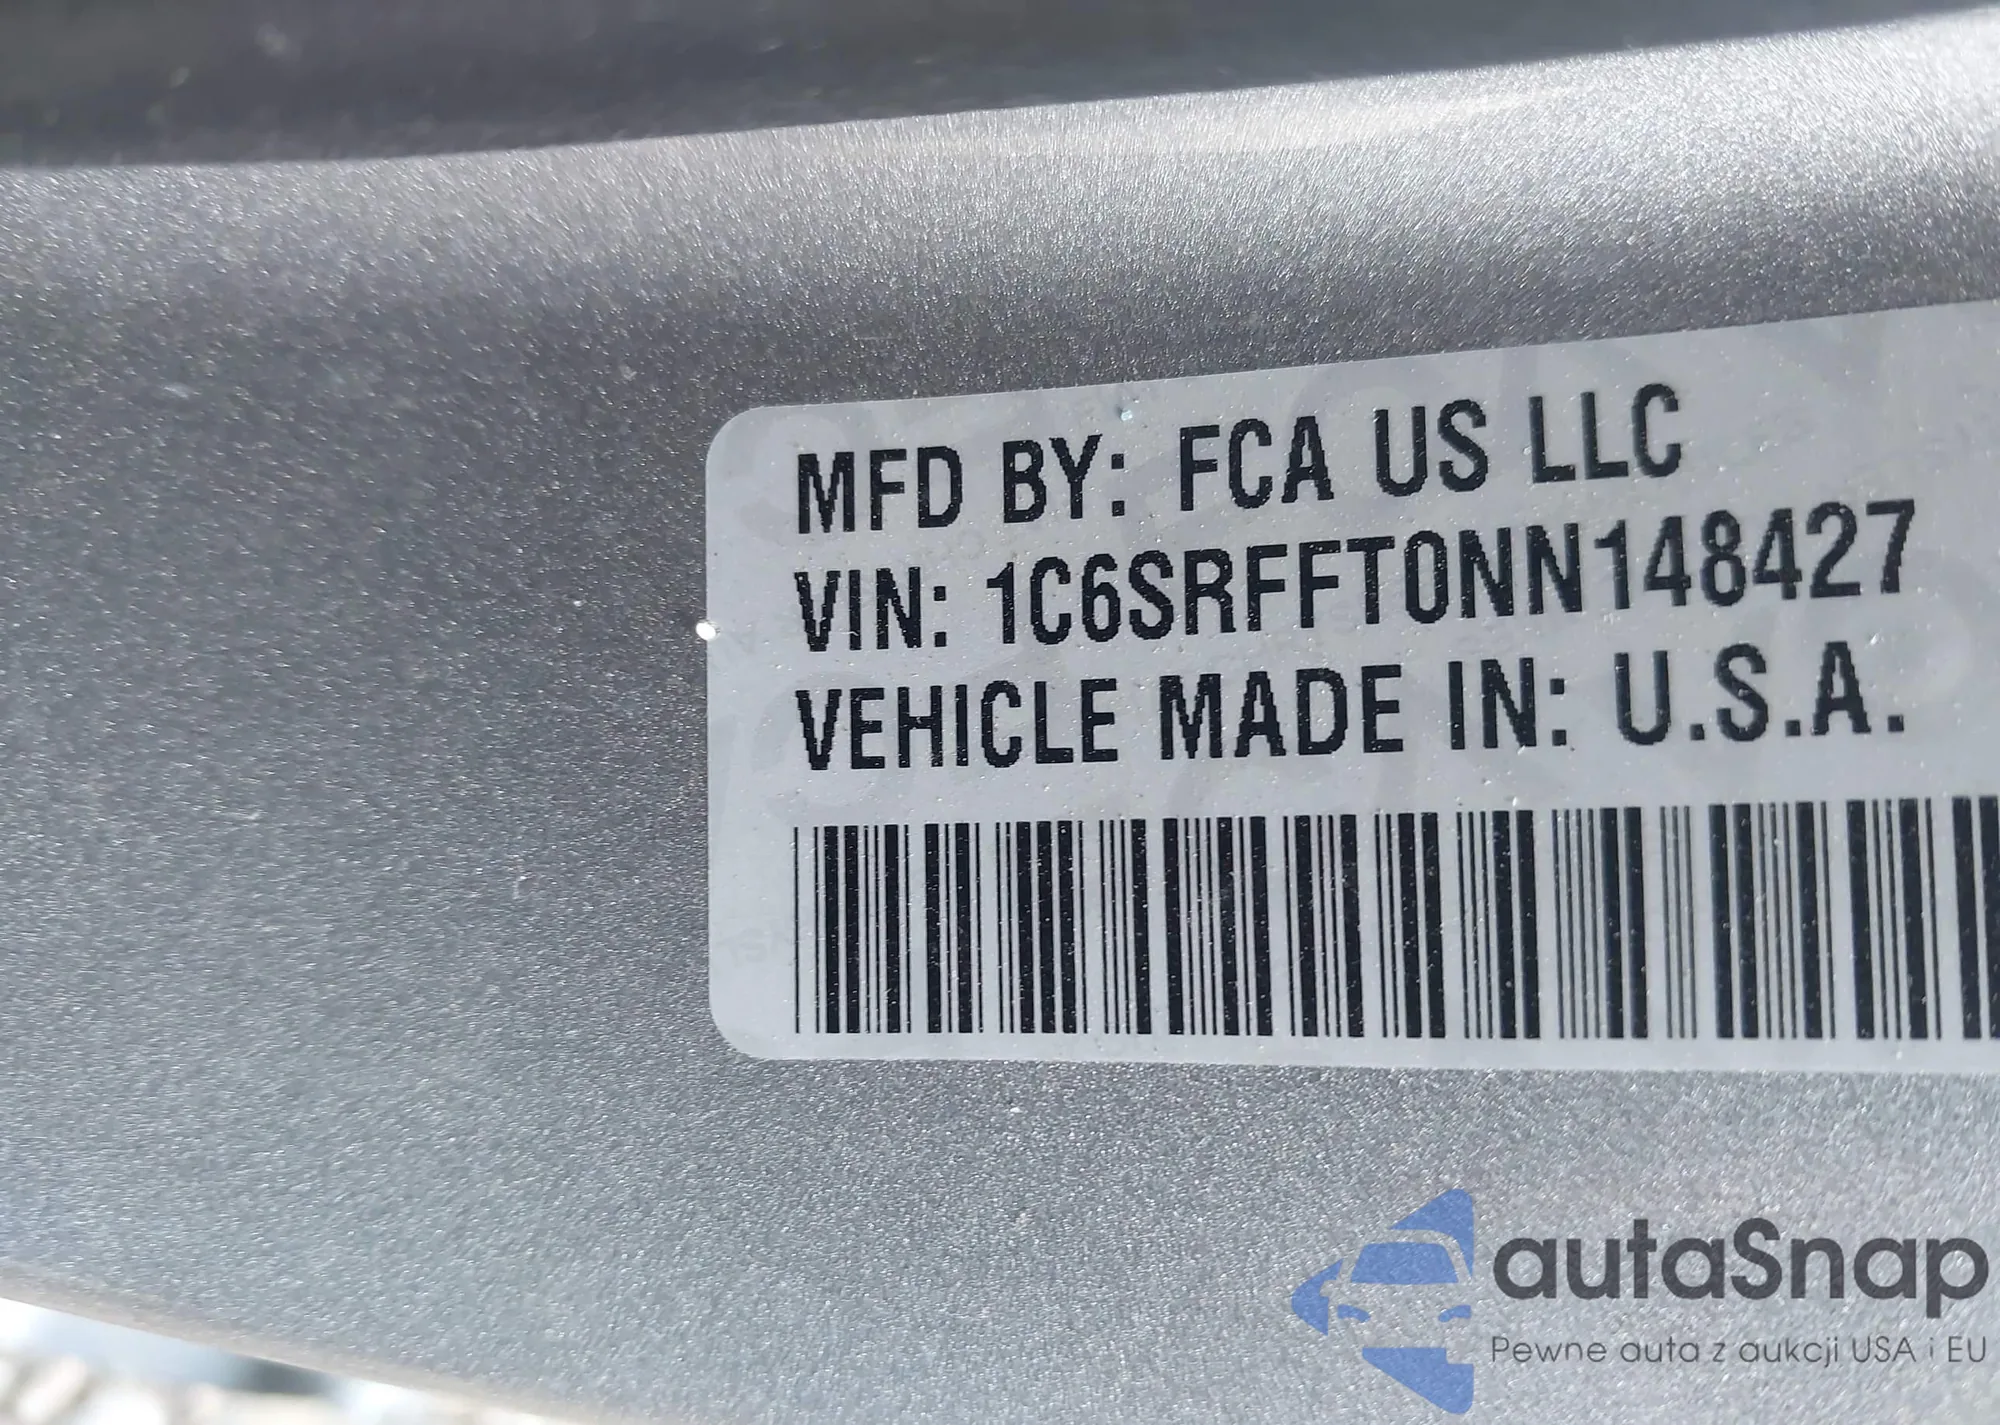 MFD BY: FCA US LLC
VIN: 1C6SRFFT0NN148427
VEHICLE MADE IN: U.S.A.
autaSnap
Pewne auta z aukcji USA i EU